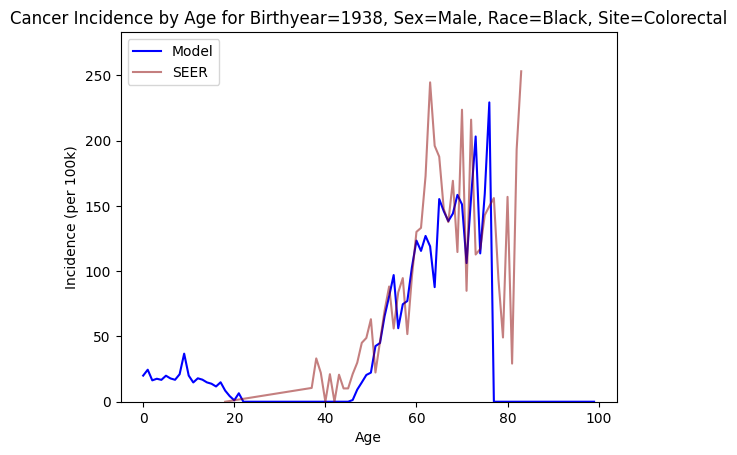 Cancer Incidence by Age for Birthyear=1938, Sex=Male, Race=Black, Site=Colorectal
Model
SEER
250
200
150
100
50
0
Incidence (per 100k)
0 20 40 60 80 100
Age